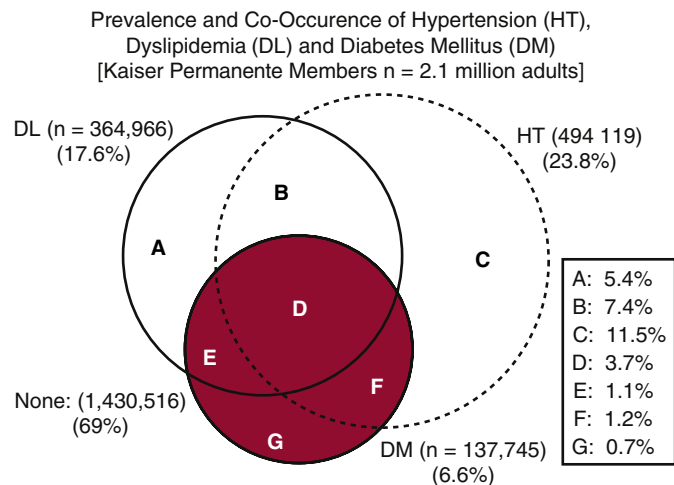 Prevalence and Co-Occurence of Hypertension (HT),
Dyslipidemia (DL) and Diabetes Mellitus (DM)
[Kaiser Permanente Members n = 2.1 million adults]
DL (n = 364,966)
(17.6%)
HT (494 119)
(23.8%)
B
A
C
D
E
F
G
None: (1,430,516)
(69%)
DM (n = 137,745)
(6.6%)
A: 5.4%
B: 7.4%
C: 11.5%
D: 3.7%
E: 1.1%
F: 1.2%
G: 0.7%